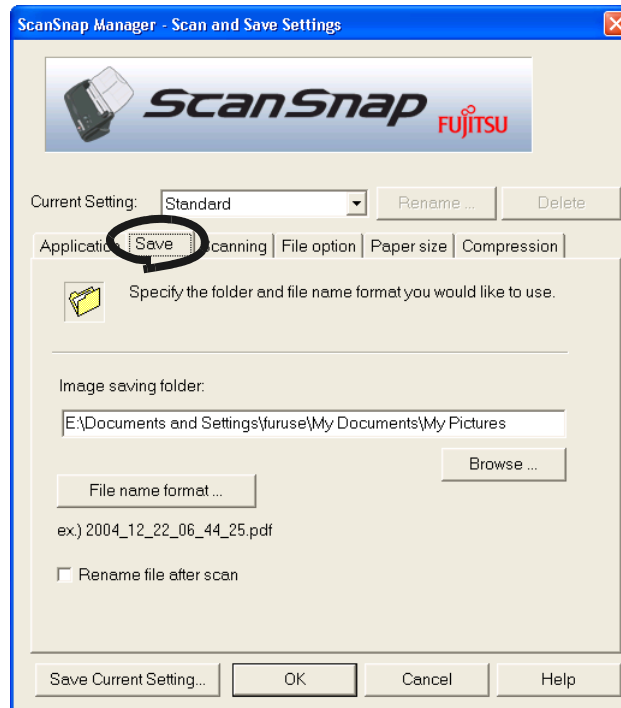 ScanSnap Manager - Scan and Save Settings
ScanSnap
FUJITSU
Current Setting: Standard Rename ... Delete
Application Save Scanning File option Paper size Compression
Specify the folder and file name format you would like to use.
Image saving folder:
E:\Documents and Settings\furuse\My Documents\My Pictures
Browse ...
File name format ...
ex.) 2004_12_22_06_44_25.pdf
Rename file after scan
Save Current Setting... OK Cancel Help